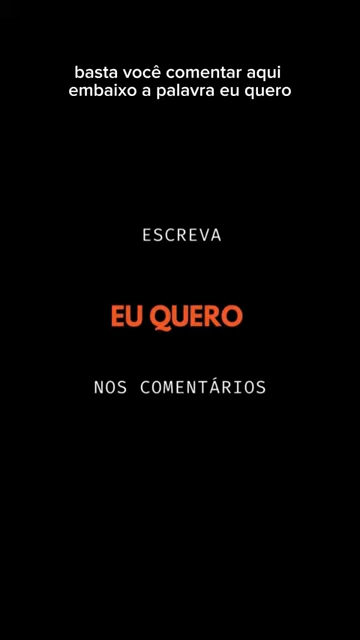 basta você comentar aqui
embaixo a palavra eu quero
ESCREVA
EU QUERO
NOS COMENTÁRIOS